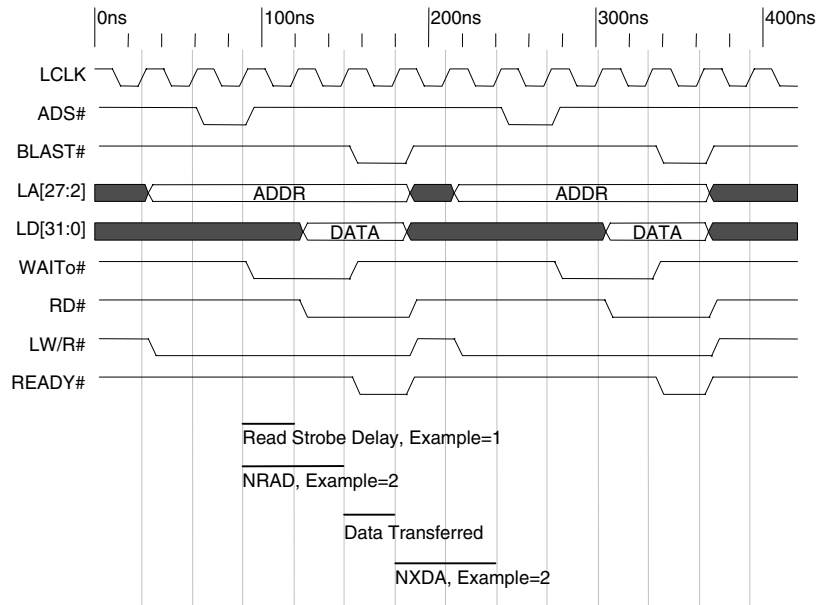 0ns 100ns 200ns 300ns 400ns
LCLK
ADS#
BLAST#
LA[27:2] ADDR ADDR
LD[31:0] DATA DATA
WAITo#
RD#
LW/R#
READY#
Read Strobe Delay, Example=1
NRAD, Example=2
Data Transferred
NXDA, Example=2